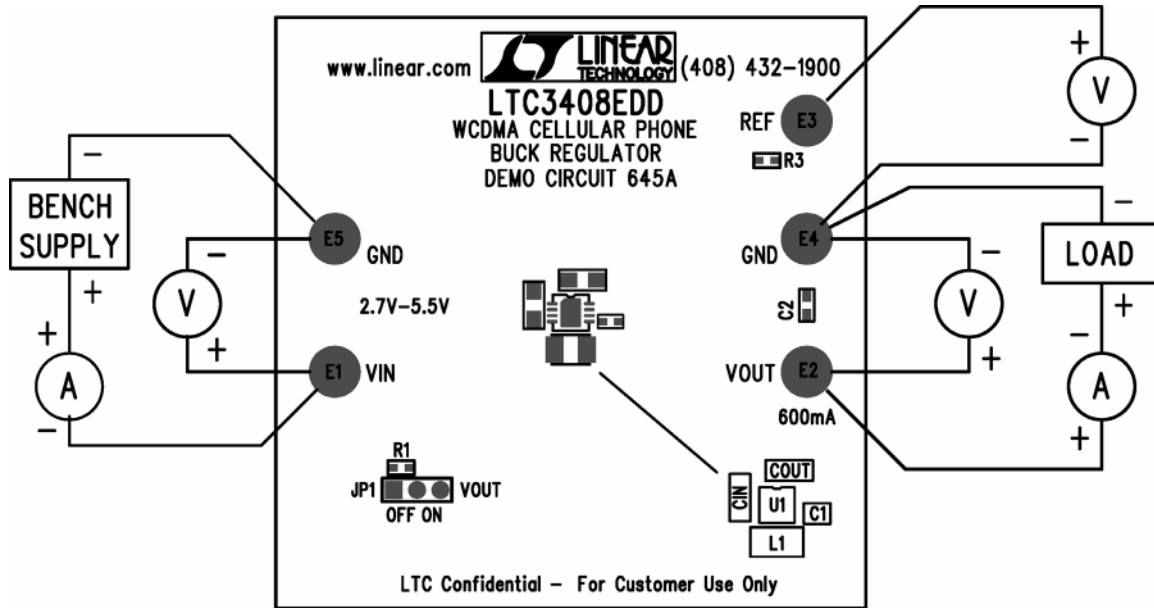 www.linear.com
LINEAR
TECHNOLOGY
(408) 432-1900
LTC3408EDD
WCDMA CELLULAR PHONE
BUCK REGULATOR
DEMO CIRCUIT 645A
REF
E3
R3
+
V
-
-
BENCH
SUPPLY
+
+
A
-
-
V
+
E5
GND
2.7V-5.5V
E1
VIN
E4
GND
C2
VOUT
E2
600mA
-
V
+
-
LOAD
+
-
A
+
R1
JP1
VOUT
OFF ON
COUT
CIN
U1
C1
L1
LTC Confidential - For Customer Use Only